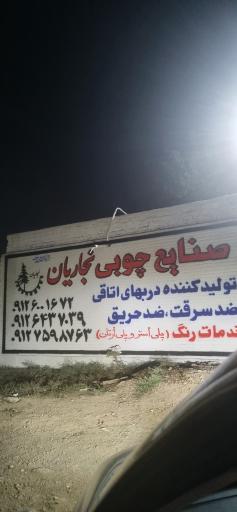 صنایع چوبی نجاریان
تولید کننده دربهای اتاقی
ضد سرقت، ضد حریق
خدمات رنگ (پلی استر و پلی اورتان)
۰۹۱۲۶۰۰۱۶۷۲
۰۹۱۲۶۴۳۷۰۳۹
۰۹۱۲۷۵۹۸۷۶۳